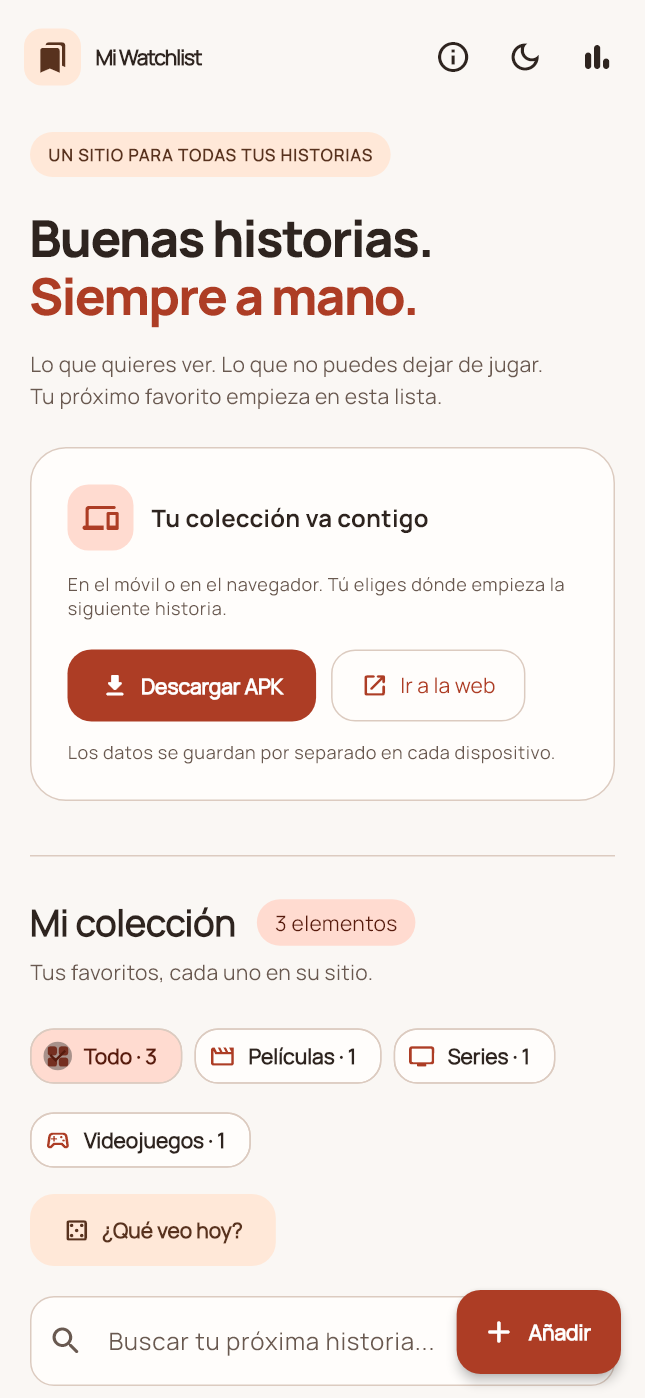 Mi Watchlist
UN SITIO PARA TODAS TUS HISTORIAS
Buenas historias.
Siempre a mano.
Lo que quieres ver. Lo que no puedes dejar de jugar.
Tu próximo favorito empieza en esta lista.
Tu colección va contigo
En el móvil o en el navegador. Tú eliges dónde empieza la
siguiente historia.
Descargar APK
Ir a la web
Los datos se guardan por separado en cada dispositivo.
Mi colección
3 elementos
Tus favoritos, cada uno en su sitio.
Todo · 3
Películas · 1
Series · 1
Videojuegos · 1
¿Qué veo hoy?
Buscar tu próxima historia...
Añadir